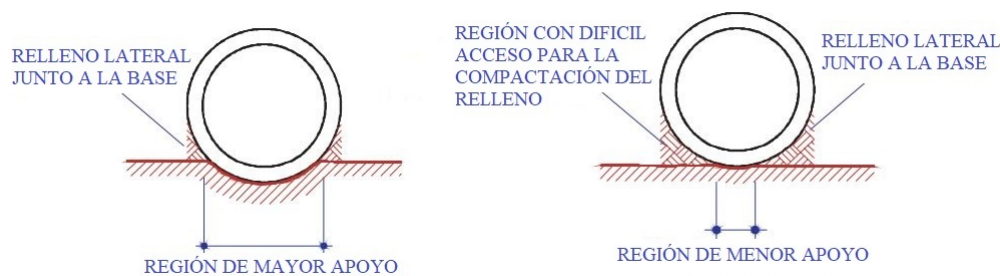 RELLENO LATERAL
JUNTO A LA BASE
REGIÓN DE MAYOR APOYO
REGIÓN CON DIFICIL
ACCESO PARA LA
COMPACTACIÓN DEL
RELLENO
RELLENO LATERAL
JUNTO A LA BASE
REGIÓN DE MENOR APOYO